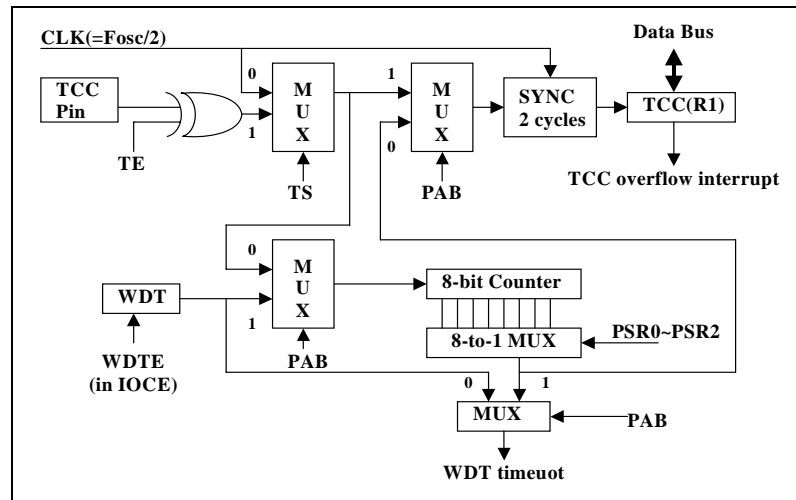 CLK(=Fosc/2)
Data Bus
0
1
TCC
Pin
M
U
X
M
U
X
SYNC
2 cycles
TCC(R1)
1
0
TE
TS
PAB
TCC overflow interrupt
0
M
U
X
8-bit Counter
WDT
1
8-to-1 MUX
PSR0~PSR2
WDTE
(in IOCE)
PAB
0
1
MUX
PAB
WDT timeuot